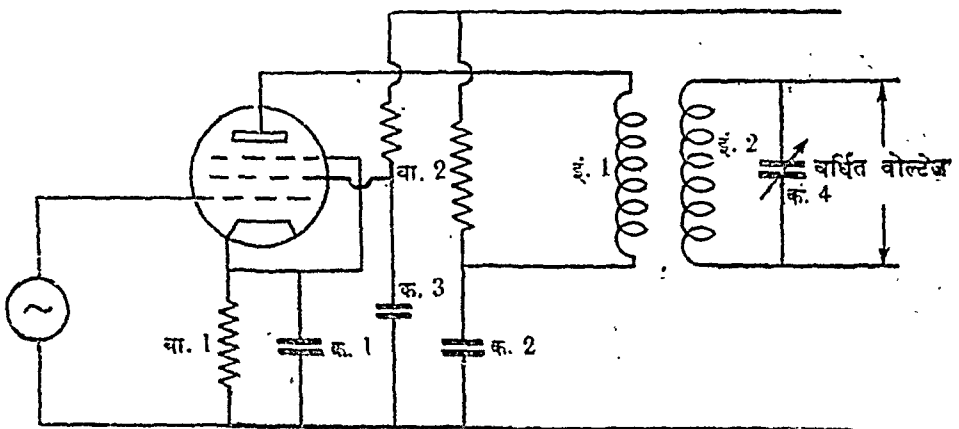 वा. 2
इं. 1
इं. 2
वर्धित वोल्टेज
क. 4
क. 3
वा. 1
क. 1
क. 2